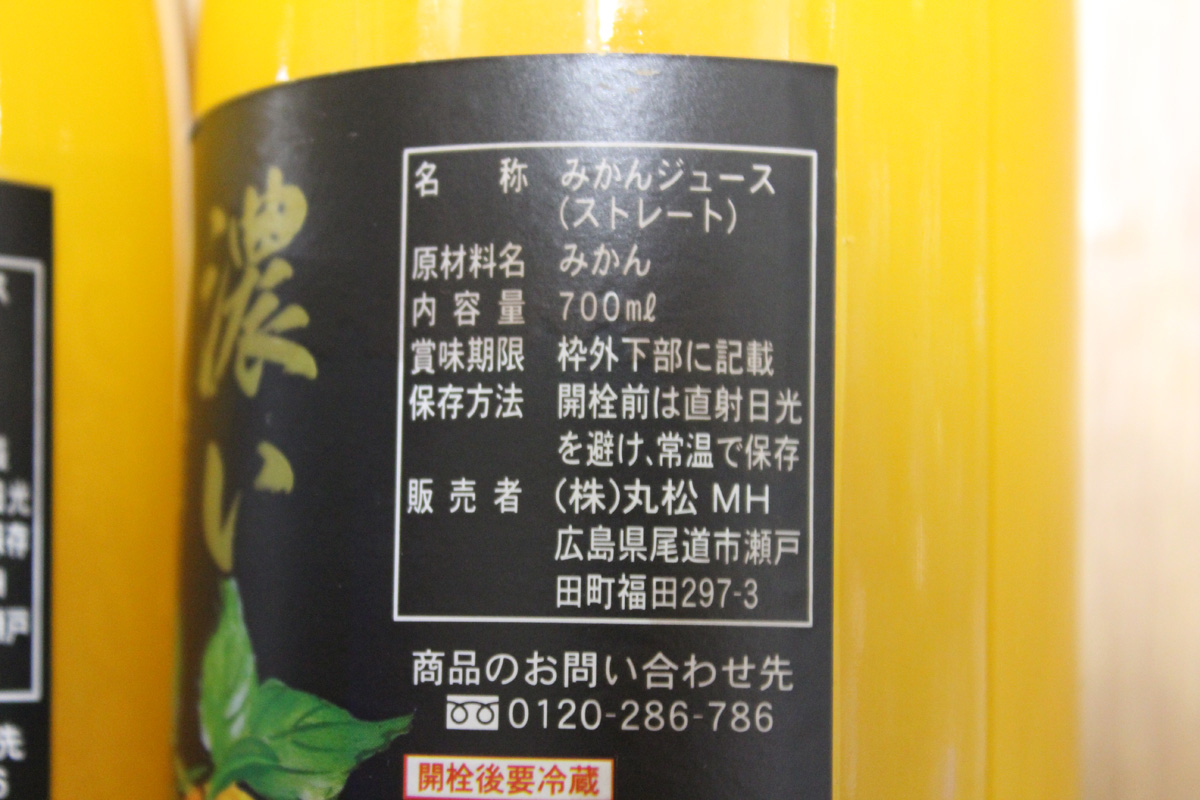 濃い
名称 みかんジュース
(ストレート)
原材料名 みかん
内容量 700㎖
賞味期限 枠外下部に記載
保存方法 開栓前は直射日光
を避け、常温で保存
販売者 (株)丸松 MH
広島県尾道市瀬戸
田町福田297-3
商品のお問い合わせ先
0120-286-786
開栓後要冷蔵